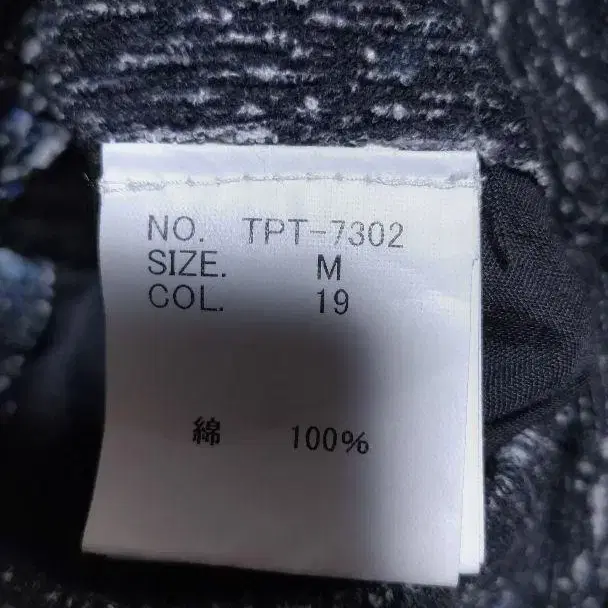 NO. TPT-7302
SIZE. M
COL. 19
綿 100%